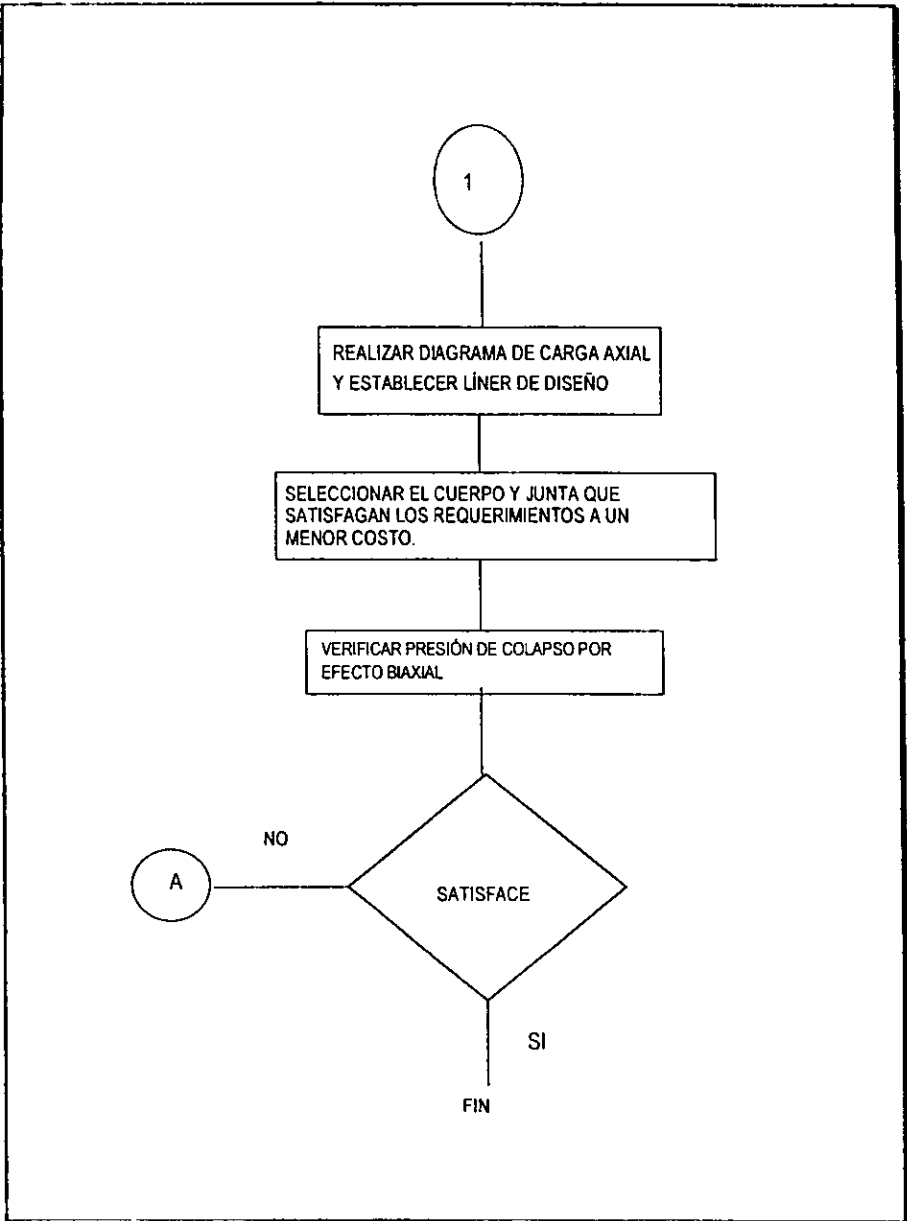 1
REALIZAR DIAGRAMA DE CARGA AXIAL
Y ESTABLECER LÍNER DE DISEÑO
SELECCIONAR EL CUERPO Y JUNTA QUE
SATISFAGAN LOS REQUERIMIENTOS A UN
MENOR COSTO.
VERIFICAR PRESIÓN DE COLAPSO POR
EFECTO BIAXIAL
NO
A
SATISFACE
SI
FIN